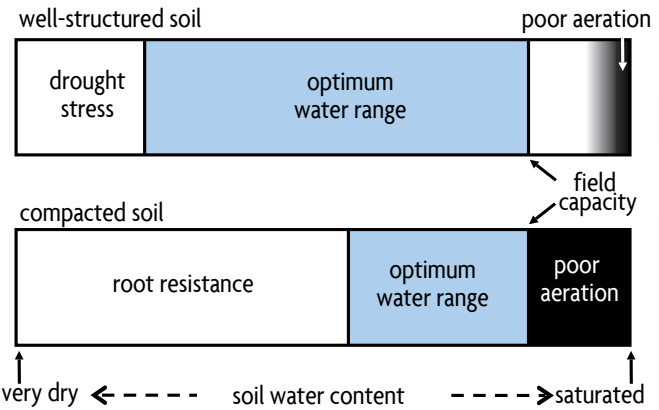 well-structured soil
poor aeration
drought
stress
optimum
water range
field
capacity
compacted soil
root resistance
optimum
water range
poor
aeration
very dry
soil water content
saturated